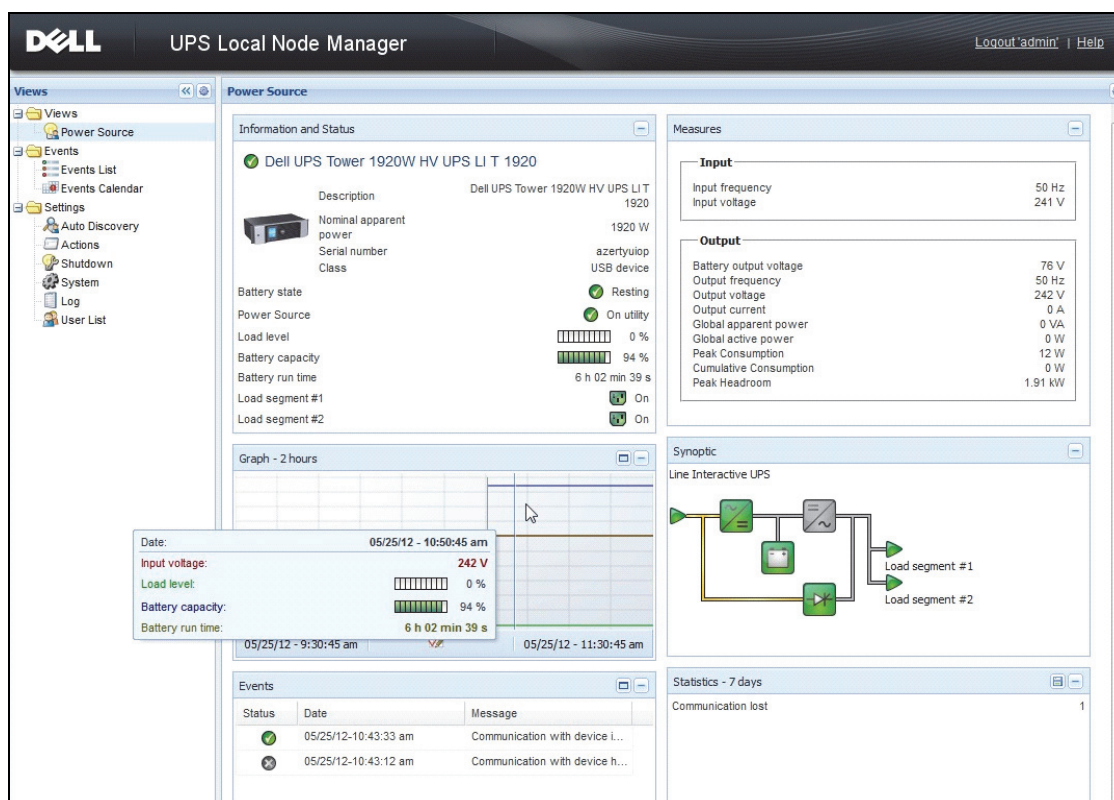 DELL
UPS Local Node Manager
Logout 'admin' | Help
Views
Views
Power Source
Events
Events List
Events Calendar
Settings
Auto Discovery
Actions
Shutdown
System
Log
User List
Power Source
Information and Status
Dell UPS Tower 1920W HV UPS LI T 1920
Description Dell UPS Tower 1920W HV UPS LI T
1920
Nominal apparent
power 1920 W
Serial number azertyuiop
Class USB device
Battery state Resting
Power Source On utility
Load level 0 %
Battery capacity 94 %
Battery run time 6 h 02 min 39 s
Load segment #1 On
Load segment #2 On
Measures
Input
Input frequency 50 Hz
Input voltage 241 V
Output
Battery output voltage 76 V
Output frequency 50 Hz
Output voltage 242 V
Output current 0 A
Global apparent power 0 VA
Global active power 0 W
Peak Consumption 12 W
Cumulative Consumption 0 W
Peak Headroom 1.91 kW
Graph - 2 hours
Date: 05/25/12 - 10:50:45 am
Input voltage: 242 V
Load level: 0 %
Battery capacity: 94 %
Battery run time: 6 h 02 min 39 s
05/25/12 - 9:30:45 am 05/25/12 - 11:30:45 am
Synoptic
Line Interactive UPS
Load segment #1
Load segment #2
Events
Status Date Message
05/25/12-10:43:33 am Communication with device i...
05/25/12-10:43:12 am Communication with device h...
Statistics - 7 days
Communication lost 1